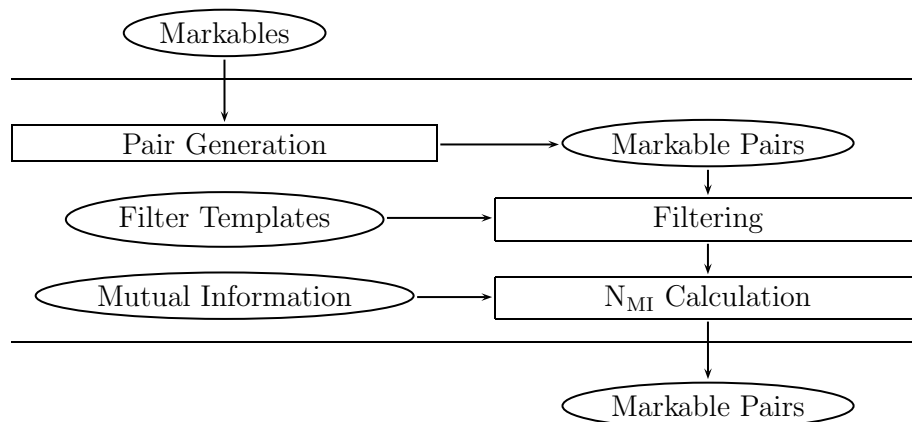 Markables
Pair Generation
Markable Pairs
Filter Templates
Filtering
Mutual Information
N_MI Calculation
Markable Pairs